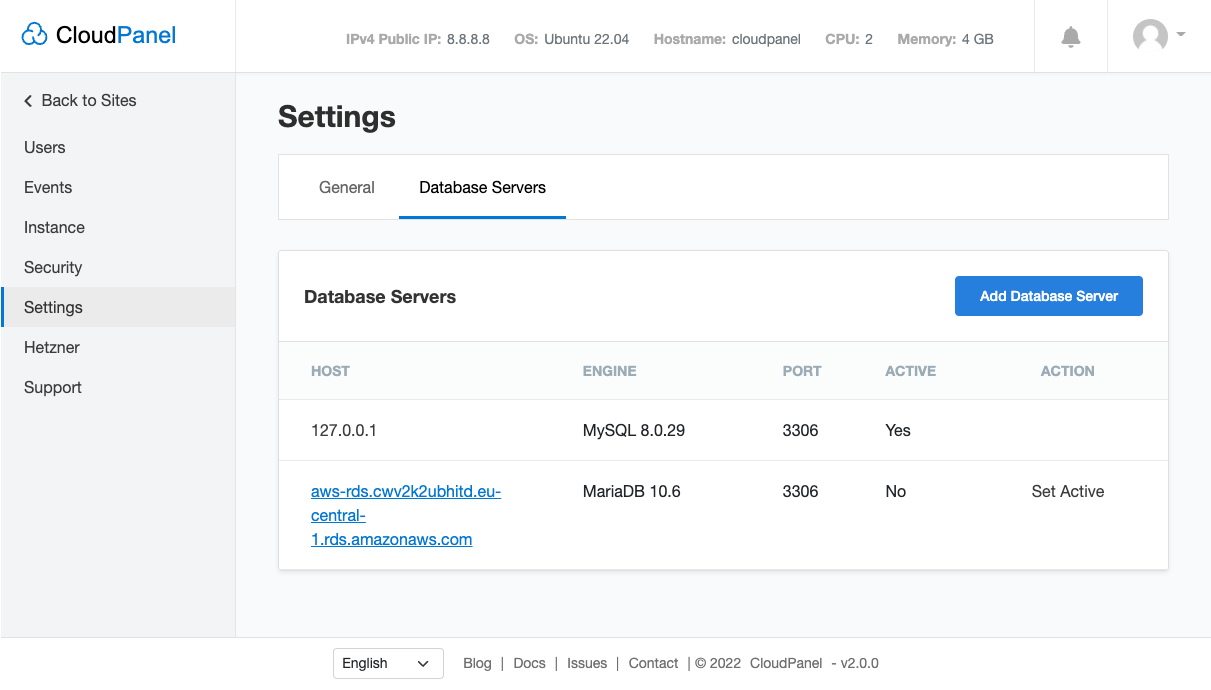 CloudPanel
IPv4 Public IP: 8.8.8.8 OS: Ubuntu 22.04 Hostname: cloudpanel CPU: 2 Memory: 4 GB
Back to Sites
Users
Events
Instance
Security
Settings
Hetzner
Support
Settings
General Database Servers
Database Servers
Add Database Server
HOST ENGINE PORT ACTIVE ACTION
127.0.0.1 MySQL 8.0.29 3306 Yes
aws-rds.cwv2k2ubhitd.eu- MariaDB 10.6 3306 No Set Active
central-
1.rds.amazonaws.com
English Blog | Docs | Issues | Contact | © 2022 CloudPanel - v2.0.0